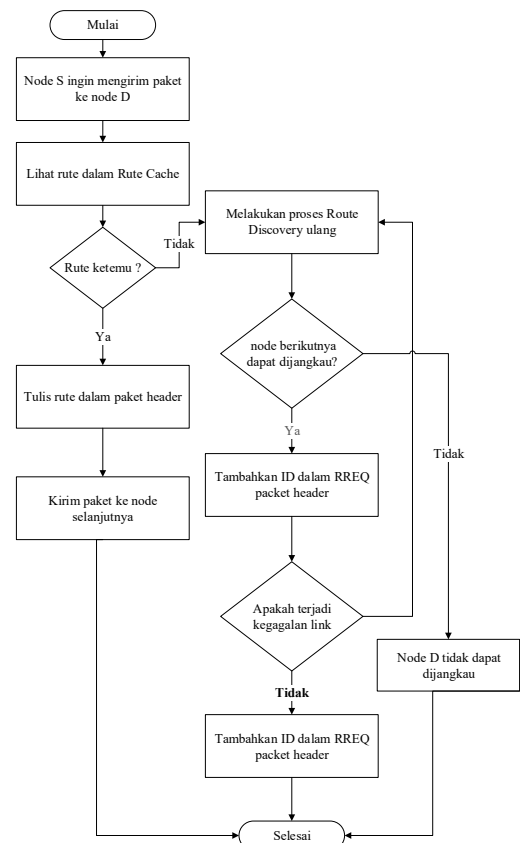 Mulai
Node S ingin mengirim paket
ke node D
Lihat rute dalam Rute Cache
Rute ketemu ?
Tidak
Ya
Tulis rute dalam paket header
Kirim paket ke node
selanjutnya
Melakukan proses Route
Discovery ulang
node berikutnya
dapat dijangkau?
Ya
Tidak
Tambahkan ID dalam RREQ
packet header
Apakah terjadi
kegagalan link
Tidak
Node D tidak dapat
dijangkau
Tambahkan ID dalam RREQ
packet header
Selesai